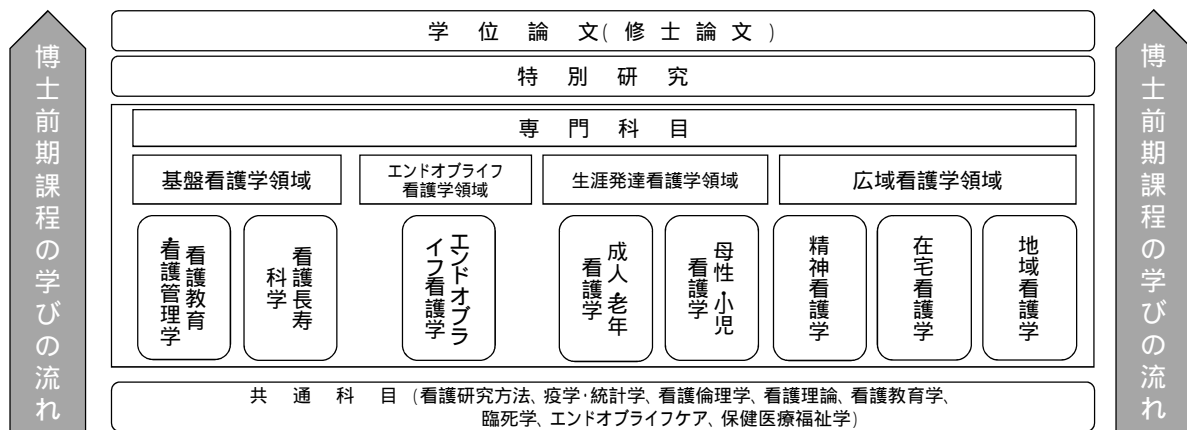 学位論文(修士論文)
特別研究
専門科目
基盤看護学領域
エンドオブライフ
看護学領域
生涯発達看護学領域
広域看護学領域
看護教育
・看護管理学
看護長寿
科学
エンドオブラ
イフ看護学
成人・老年
看護学
母性・小児
看護学
精神看護学
在宅看護学
地域看護学
共通科目(看護研究方法、疫学・統計学、看護倫理学、看護理論、看護教育学、
臨死学、エンドオブライフケア、保健医療福祉学)
博士前期課程の学びの流れ
博士前期課程の学びの流れ